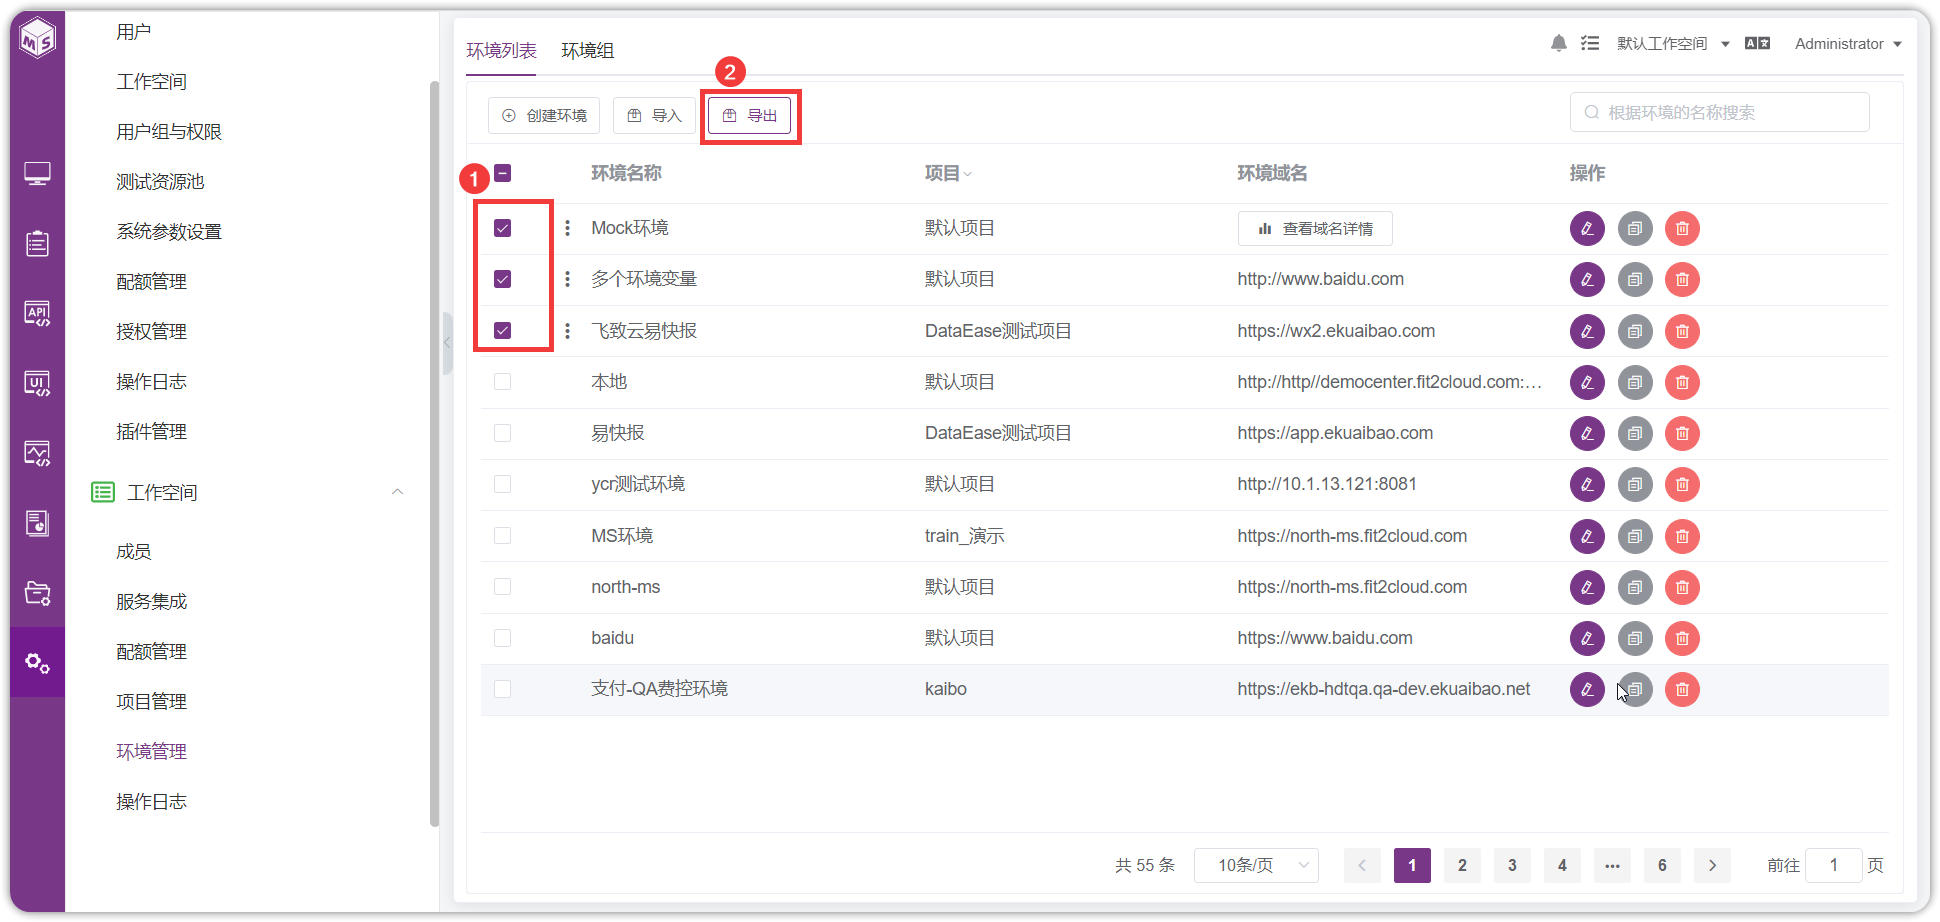 MS
用户
工作空间
用户组与权限
测试资源池
系统参数设置
配额管理
授权管理
操作日志
插件管理
工作空间
成员
服务集成
配额管理
项目管理
环境管理
操作日志
API
UI
环境列表 环境组
默认工作空间 Administrator
2
创建环境 导入 导出
根据环境的名称搜索
1
环境名称 项目 环境域名 操作
Mock环境 默认项目 查看域名详情
多个环境变量 默认项目 http://www.baidu.com
飞致云易快报 DataEase测试项目 https://wx2.ekuaibao.com
本地 默认项目 http://http//democenter.fit2cloud.com:...
易快报 DataEase测试项目 https://app.ekuaibao.com
ycr测试环境 默认项目 http://10.1.13.121:8081
MS环境 train_演示 https://north-ms.fit2cloud.com
north-ms 默认项目 https://north-ms.fit2cloud.com
baidu 默认项目 https://www.baidu.com
支付-QA费控环境 kaibo https://ekb-hdtqa.qa-dev.ekuaibao.net
共 55 条 10条/页 1 2 3 4 ... 6 前往 1 页